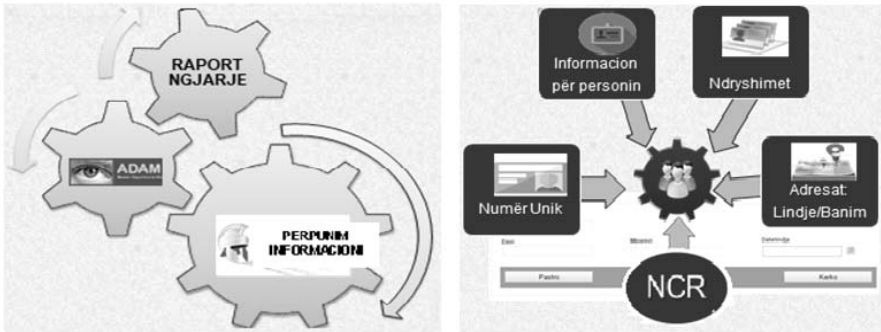 RAPORT
NGJARJE
ADAM
PERPUNIM
INFORMACIONI
Informacion
për personin
Ndryshimet
Numër Unik
Adresat:
Lindje/Banim
Emri
Mbiemri
Datelindja
Pastro
Kerko
NCR